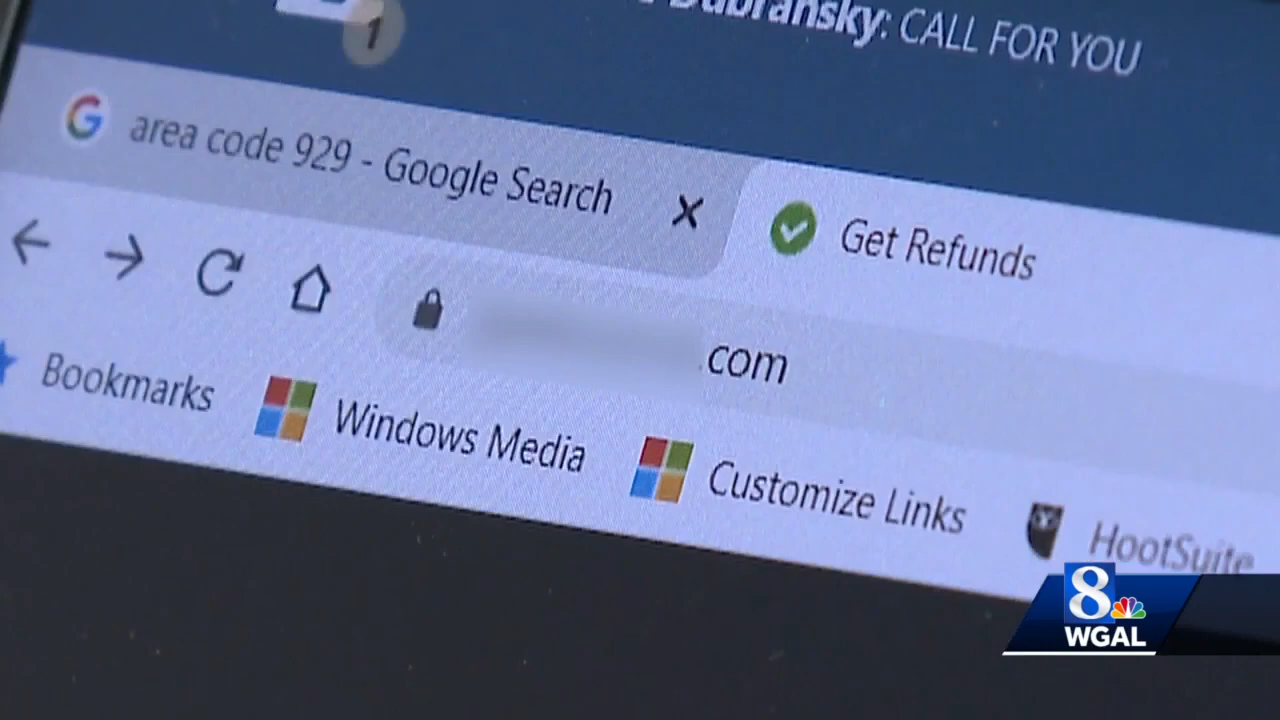 Dubransky: CALL FOR YOU
1
area code 929 - Google Search
Get Refunds
.com
Bookmarks
Windows Media
Customize Links
HootSuite
8
WGAL